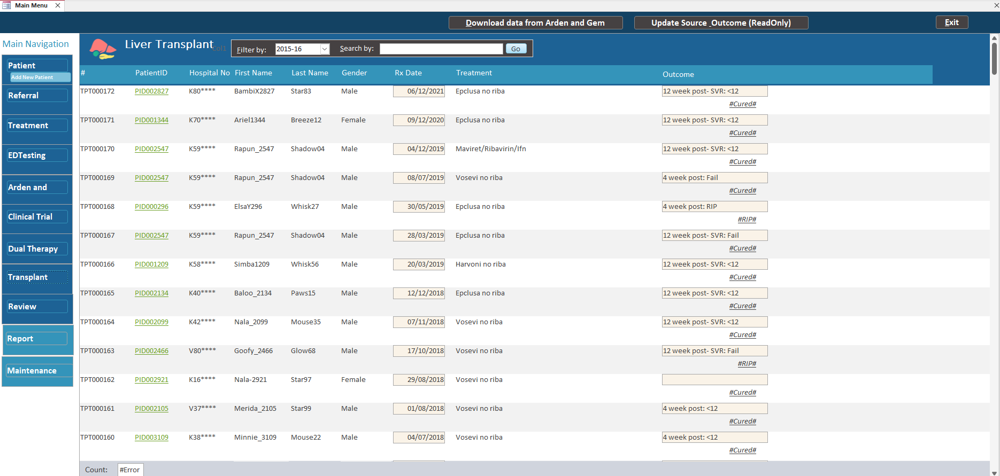 Main Menu
Download data from Arden and Gem Update Source _Outcome (ReadOnly) Exit
Main Navigation
Patient
Add New Patient
Referral
Treatment
EDTesting
Arden and
Clinical Trial
Dual Therapy
Transplant
Review
Report
Maintenance
Liver Transplant Col1 Filter by: 2015-16 Search by: Go
# PatientID Hospital No First Name Last Name Gender Rx Date Treatment Outcome
TPT000172 PID002827 K80**** BambiX2827 Star83 Male 06/12/2021 Epclusa no riba 12 week post- SVR: <12
#Cured#
TPT000171 PID001344 K70**** Ariel1344 Breeze12 Female 09/12/2020 Epclusa no riba 12 week post- SVR: <12
#Cured#
TPT000170 PID002547 K59**** Rapun_2547 Shadow04 Male 04/12/2019 Maviret/Ribavirin/Ifn 12 week post- SVR: <12
#Cured#
TPT000169 PID002547 K59**** Rapun_2547 Shadow04 Male 08/07/2019 Vosevi no riba 4 week post: Fail
#Cured#
TPT000168 PID000296 K59**** ElsaY296 Whisk27 Male 30/05/2019 Epclusa no riba 4 week post: RIP
#RIP#
TPT000167 PID002547 K59**** Rapun_2547 Shadow04 Male 28/03/2019 Epclusa no riba 12 week post- SVR: Fail
#Cured#
TPT000166 PID001209 K58**** Simba1209 Whisk56 Male 20/03/2019 Harvoni no riba 12 week post- SVR: <12
#Cured#
TPT000165 PID002134 K40**** Baloo_2134 Paws15 Male 12/12/2018 Epclusa no riba 12 week post- SVR: <12
#Cured#
TPT000164 PID002099 K42**** Nala_2099 Mouse35 Male 07/11/2018 Vosevi no riba 12 week post- SVR: <12
#Cured#
TPT000163 PID002466 V80**** Goofy_2466 Glow68 Male 17/10/2018 Vosevi no riba 12 week post- SVR: Fail
#RIP#
TPT000162 PID002921 K16**** Nala-2921 Star97 Female 29/08/2018 Vosevi no riba
#Cured#
TPT000161 PID002105 V37**** Merida_2105 Star99 Male 01/08/2018 Vosevi no riba 4 week post: <12
#Cured#
TPT000160 PID003109 K38**** Minnie_3109 Mouse22 Male 04/07/2018 Vosevi no riba 4 week post: <12
#Cured#
Count: #Error